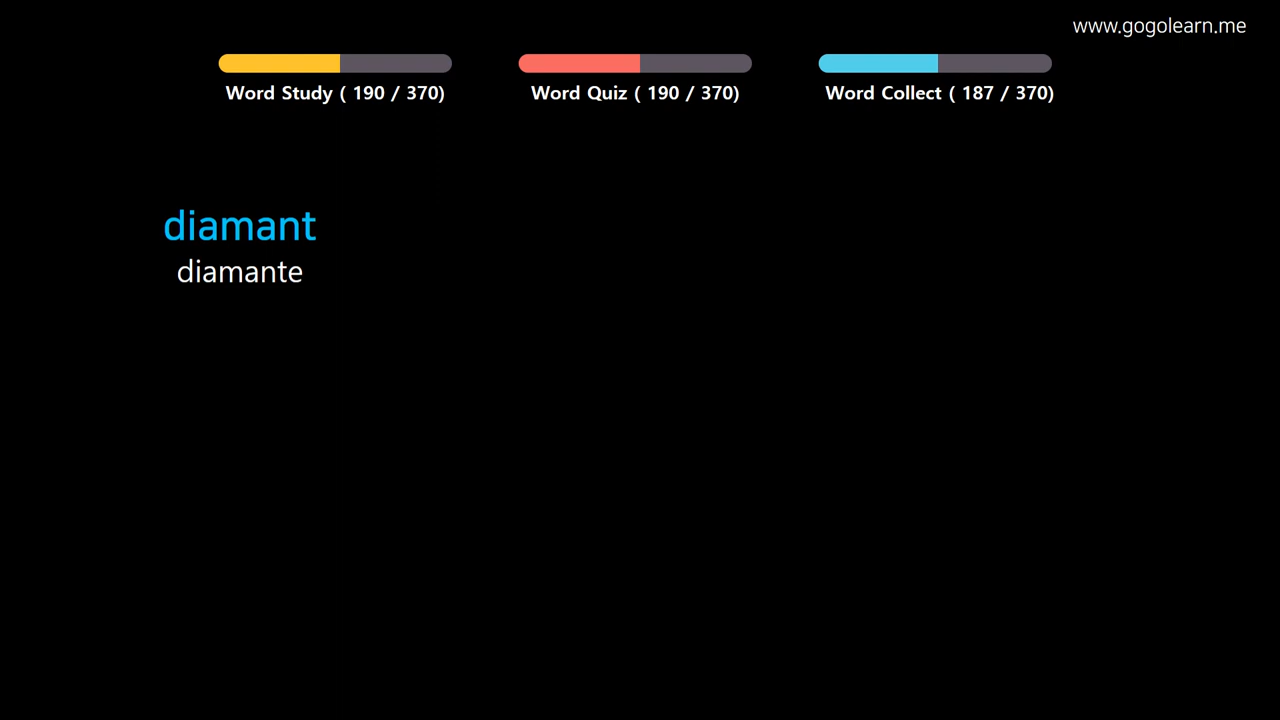 www.gogolearn.me
Word Study ( 190 / 370)
Word Quiz ( 190 / 370)
Word Collect ( 187 / 370)
diamant
diamante